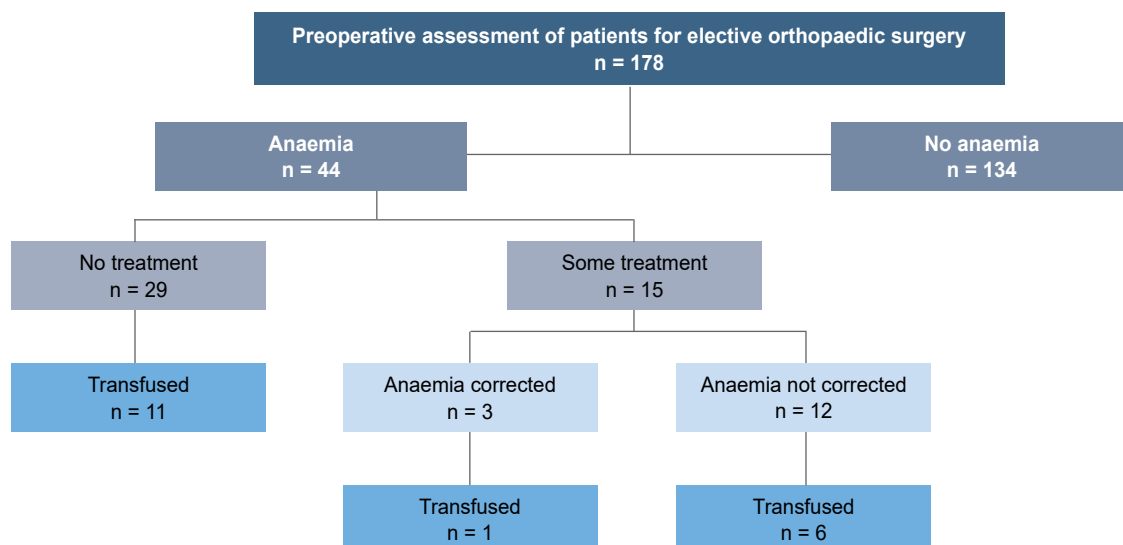 Preoperative assessment of patients for elective orthopaedic surgery
n = 178
Anaemia
n = 44
No anaemia
n = 134
No treatment
n = 29
Some treatment
n = 15
Transfused
n = 11
Anaemia corrected
n = 3
Anaemia not corrected
n = 12
Transfused
n = 1
Transfused
n = 6